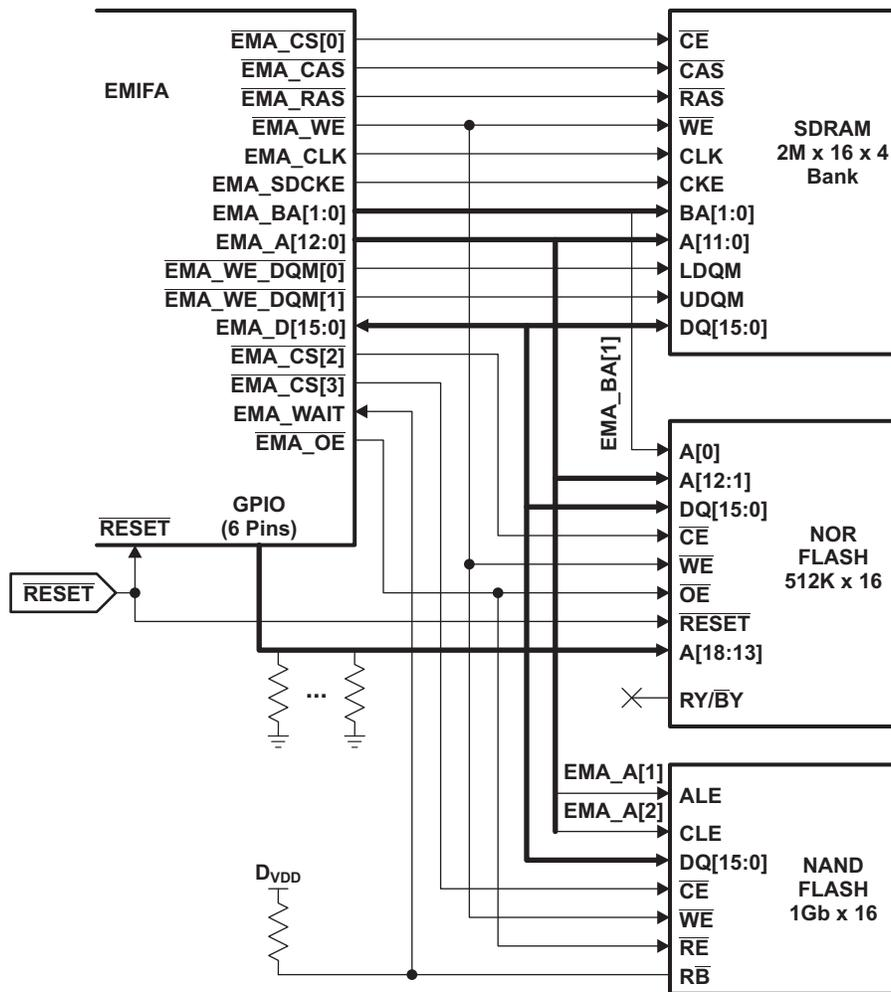 EMIFA
EMA_CS[0]
EMA_CAS
EMA_RAS
EMA_WE
EMA_CLK
EMA_SDCKE
EMA_BA[1:0]
EMA_A[12:0]
EMA_WE_DQM[0]
EMA_WE_DQM[1]
EMA_D[15:0]
EMA_CS[2]
EMA_CS[3]
EMA_WAIT
EMA_OE
GPIO
(6 Pins)
RESET
RESET
CE
CAS
RAS
WE
CLK
CKE
BA[1:0]
A[11:0]
LDQM
UDQM
DQ[15:0]
SDRAM
2M x 16 x 4
Bank
EMA_BA[1]
A[0]
A[12:1]
DQ[15:0]
CE
WE
OE
RESET
A[18:13]
RY/BY
NOR
FLASH
512K x 16
...
EMA_A[1]
EMA_A[2]
ALE
CLE
DQ[15:0]
CE
WE
RE
RB
NAND
FLASH
1Gb x 16
DVDD